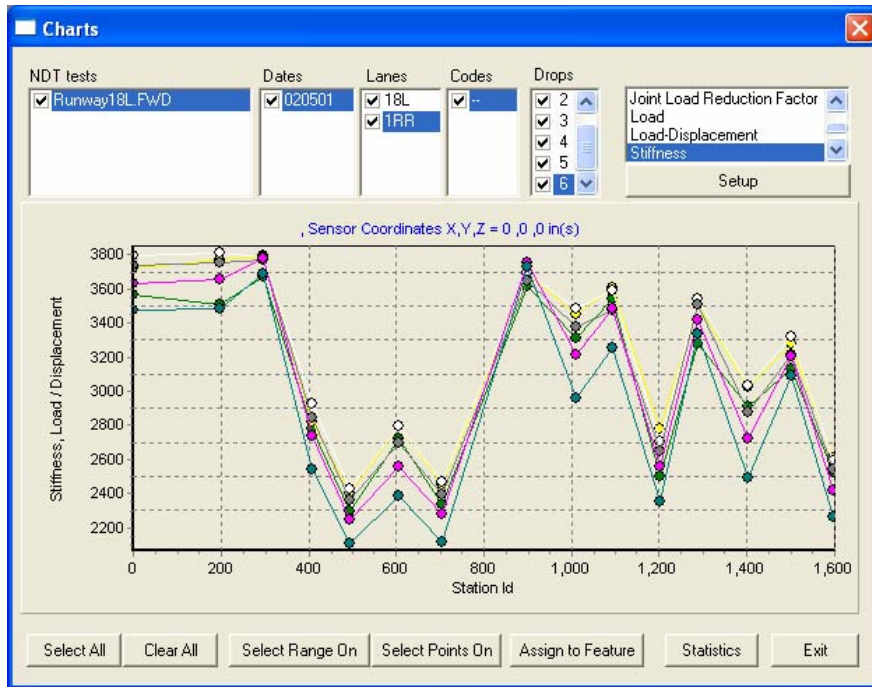 Charts
NDT tests
Dates
Lanes
Codes
Drops
Runway18L.FWD
020501
18L
1RR
--
2
3
4
5
6
Joint Load Reduction Factor
Load
Load-Displacement
Stiffness
Setup
, Sensor Coordinates X,Y,Z = 0 ,0 ,0 in(s)
Stiffness, Load / Displacement
3800
3600
3400
3200
3000
2800
2600
2400
2200
0
200
400
600
800
1,000
1,200
1,400
1,600
Station Id
Select All
Clear All
Select Range On
Select Points On
Assign to Feature
Statistics
Exit